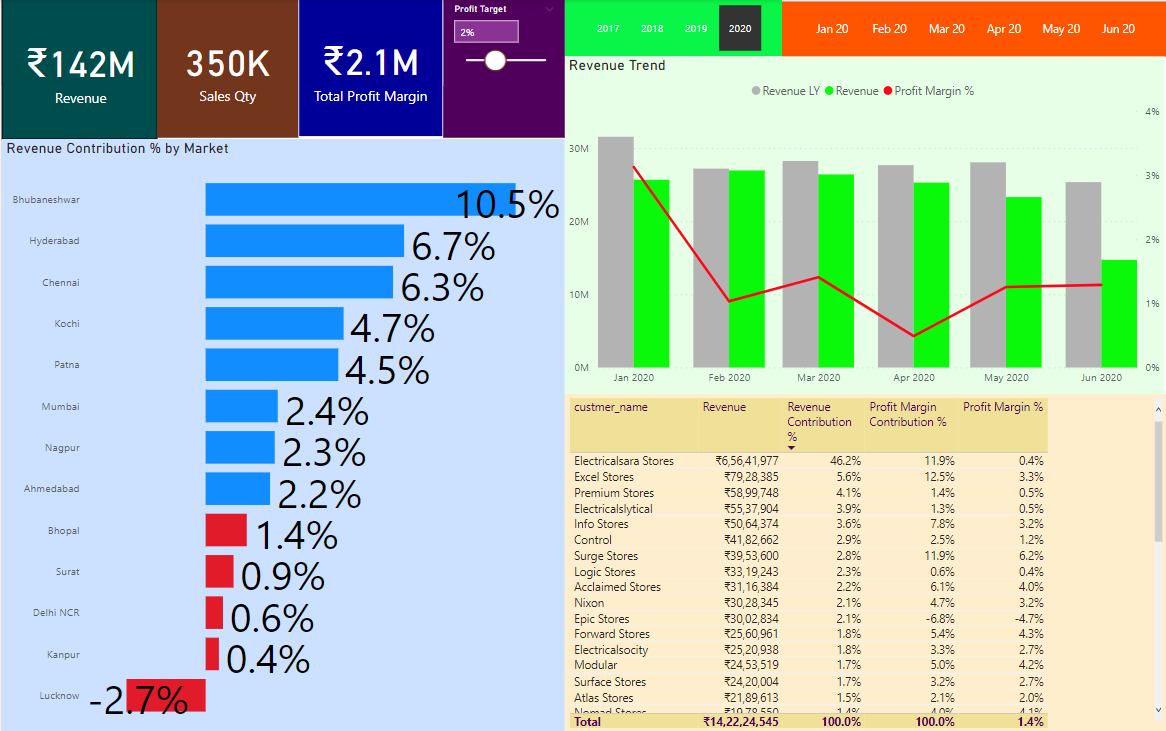 ₹142M
Revenue
350K
Sales Qty
₹2.1M
Total Profit Margin
Profit Target
2%
2017 2018 2019 2020
Jan 20 Feb 20 Mar 20 Apr 20 May 20 Jun 20
Revenue Contribution % by Market
Bhubaneshwar 10.5%
Hyderabad 6.7%
Chennai 6.3%
Kochi 4.7%
Patna 4.5%
Mumbai 2.4%
Nagpur 2.3%
Ahmedabad 2.2%
Bhopal 1.4%
Surat 0.9%
Delhi NCR 0.6%
Kanpur 0.4%
Lucknow -2.7%
Revenue Trend
Revenue LY Revenue Profit Margin %
4%
30M 3%
20M 2%
10M 1%
0M 0%
Jan 2020 Feb 2020 Mar 2020 Apr 2020 May 2020 Jun 2020
custmer_name Revenue Revenue Profit Margin Profit Margin %
Contribution Contribution %
%
Electricalsara Stores ₹6,56,41,977 46.2% 11.9% 0.4%
Excel Stores ₹79,28,385 5.6% 12.5% 3.3%
Premium Stores ₹58,99,748 4.1% 1.4% 0.5%
Electricalslytical ₹55,37,904 3.9% 1.3% 0.5%
Info Stores ₹50,64,374 3.6% 7.8% 3.2%
Control ₹41,82,662 2.9% 2.5% 1.2%
Surge Stores ₹39,53,600 2.8% 11.9% 6.2%
Logic Stores ₹33,19,243 2.3% 0.6% 0.4%
Acclaimed Stores ₹31,16,384 2.2% 6.1% 4.0%
Nixon ₹30,28,345 2.1% 4.7% 3.2%
Epic Stores ₹30,02,834 2.1% -6.8% -4.7%
Forward Stores ₹25,60,961 1.8% 5.4% 4.3%
Electricalsocity ₹25,20,938 1.8% 3.3% 2.7%
Modular ₹24,53,519 1.7% 5.0% 4.2%
Surface Stores ₹24,20,004 1.7% 3.2% 2.7%
Atlas Stores ₹21,89,613 1.5% 2.1% 2.0%
Nomad Stores ₹19,78,550 1.4% 4.0% 4.1%
Total ₹14,22,24,545 100.0% 100.0% 1.4%